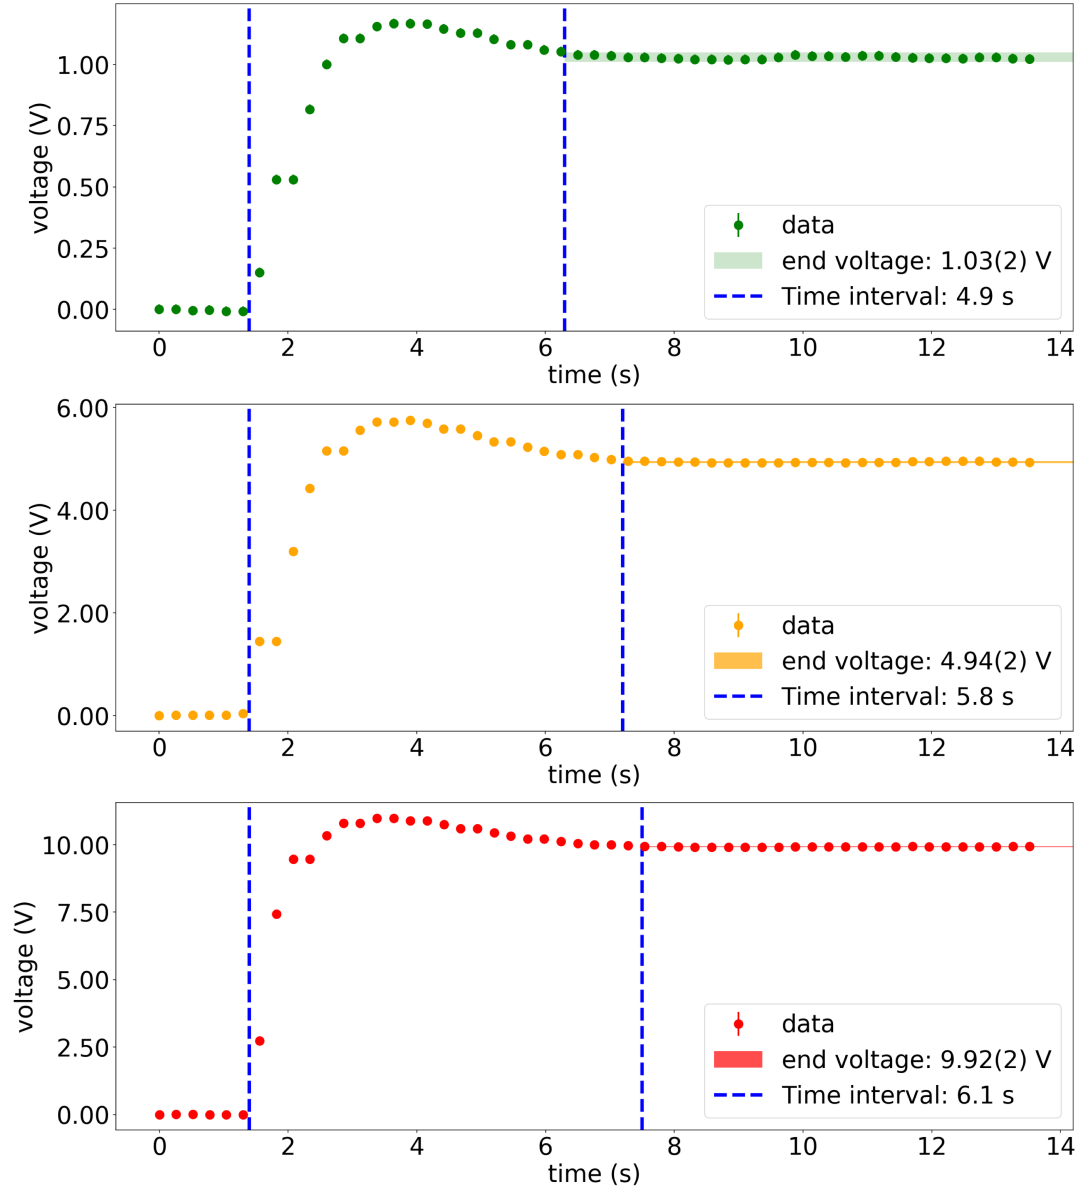 1.00
0.75
0.50
0.25
0.00
voltage (V)
data
end voltage: 1.03(2) V
Time interval: 4.9 s
0 2 4 6 8 10 12 14
time (s)
6.00
4.00
2.00
0.00
voltage (V)
data
end voltage: 4.94(2) V
Time interval: 5.8 s
0 2 4 6 8 10 12 14
time (s)
10.00
7.50
5.00
2.50
0.00
voltage (V)
data
end voltage: 9.92(2) V
Time interval: 6.1 s
0 2 4 6 8 10 12 14
time (s)